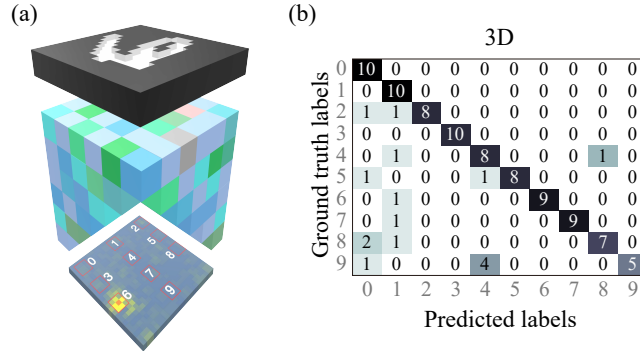 (a)
6
0 1 2
3 4 5
6 7 8
9
(b)
3D
Ground truth labels
0 10 0 0 0 0 0 0 0 0 0
1 0 10 0 0 0 0 0 0 0 0
2 1 1 8 0 0 0 0 0 0 0
3 0 0 0 10 0 0 0 0 0 0
4 0 1 0 0 8 0 0 0 1 0
5 1 0 0 0 1 8 0 0 0 0
6 0 1 0 0 0 0 9 0 0 0
7 0 1 0 0 0 0 0 9 0 0
8 2 1 0 0 0 0 0 0 7 0
9 1 0 0 0 4 0 0 0 0 5
0 1 2 3 4 5 6 7 8 9
Predicted labels